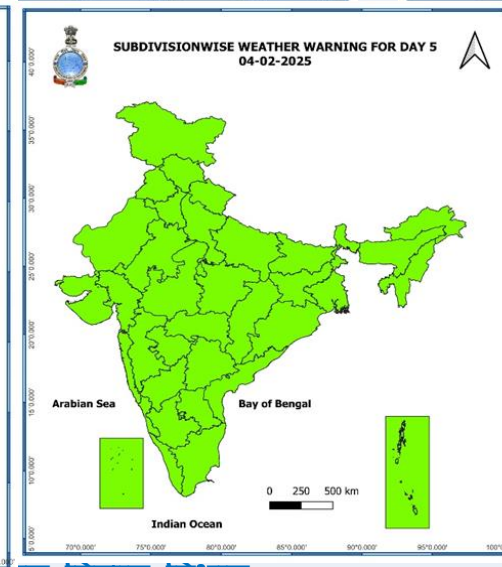 SUBDIVISIONWISE WEATHER WARNING FOR DAY 5
04-02-2025
40°0.000'
35°0.000'
30°0.000'
25°0.000'
20°0.000'
15°0.000'
10°0.000'
5°0.000'
Arabian Sea
Bay of Bengal
0 250 500 km
Indian Ocean
70°0.000' 75°0.000' 80°0.000' 85°0.000' 90°0.000' 95°0.000'